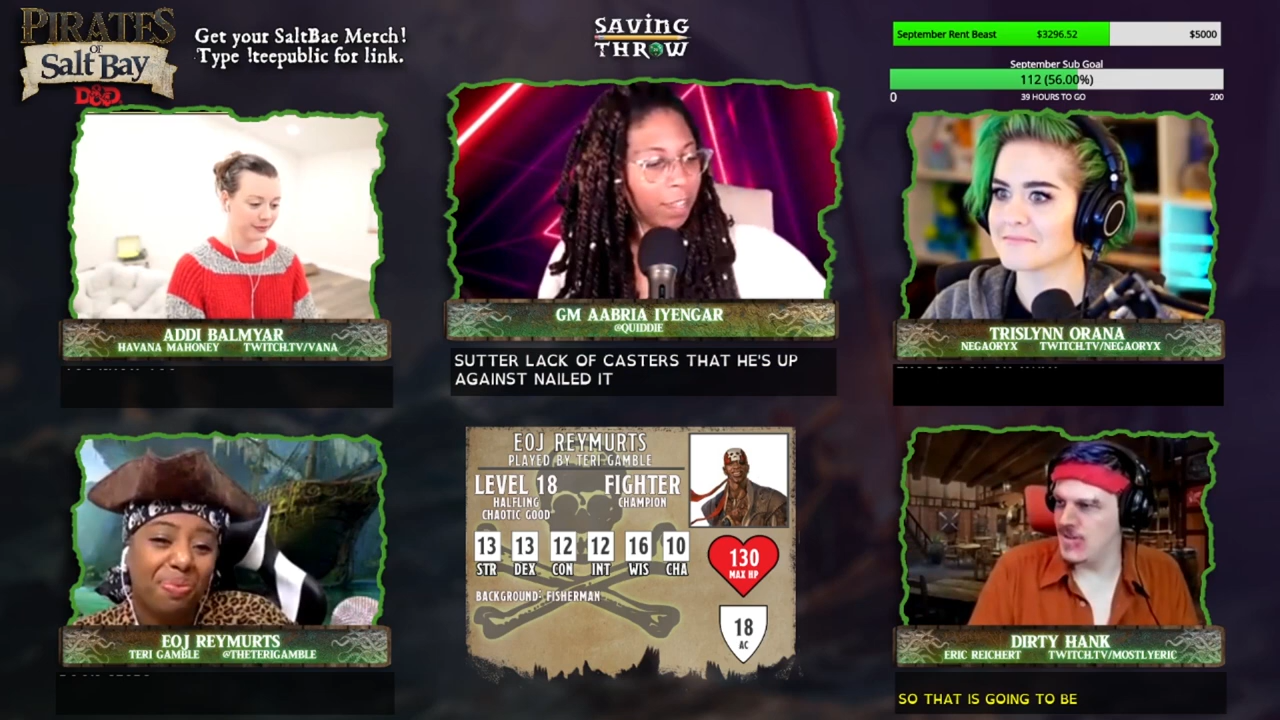 PIRATES
OF
Salt Bay
D&D
Get your SaltBae Merch!
Type !teepublic for link.
SAVING
THROW
September Rent Beast $3296.52 $5000
September Sub Goal
112 (56.00%)
0 39 HOURS TO GO 200
ADDI BALMYAR
HAVANA MAHONEY TWITCH.TV/VANA
GM AABRIA IYENGAR
@QUIDDIE
SUTTER LACK OF CASTERS THAT HE'S UP
AGAINST NAILED IT
TRISLYNN ORANA
NEGAORYX TWITCH.TV/NEGAORYX
EOJ REYMURTS
TERI GAMBLE @THETERIGAMBLE
EOJ REYMURTS
PLAYED BY TERI GAMBLE
LEVEL 18 FIGHTER
HALFLING CHAMPION
CHAOTIC GOOD
13 13 12 12 16 10
STR DEX CON INT WIS CHA
BACKGROUND: FISHERMAN
130
MAX HP
18
AC
DIRTY HANK
ERIC REICHERT TWITCH.TV/MOSTLYERIC
SO THAT IS GOING TO BE